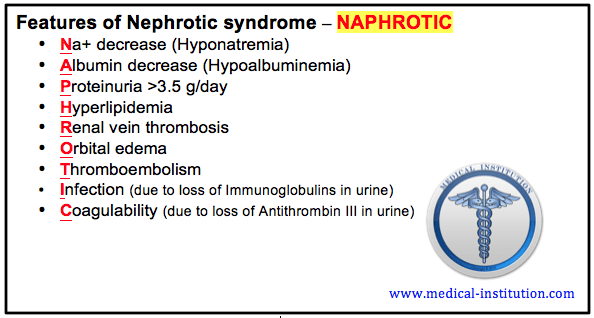 Features of Nephrotic syndrome – NAPHROTIC
• Na+ decrease (Hyponatremia)
• Albumin decrease (Hypoalbuminemia)
• Proteinuria >3.5 g/day
• Hyperlipidemia
• Renal vein thrombosis
• Orbital edema
• Thromboembolism
• Infection (due to loss of Immunoglobulins in urine)
• Coagulability (due to loss of Antithrombin III in urine)
MEDICAL INSTITUTION
www.medical-institution.com